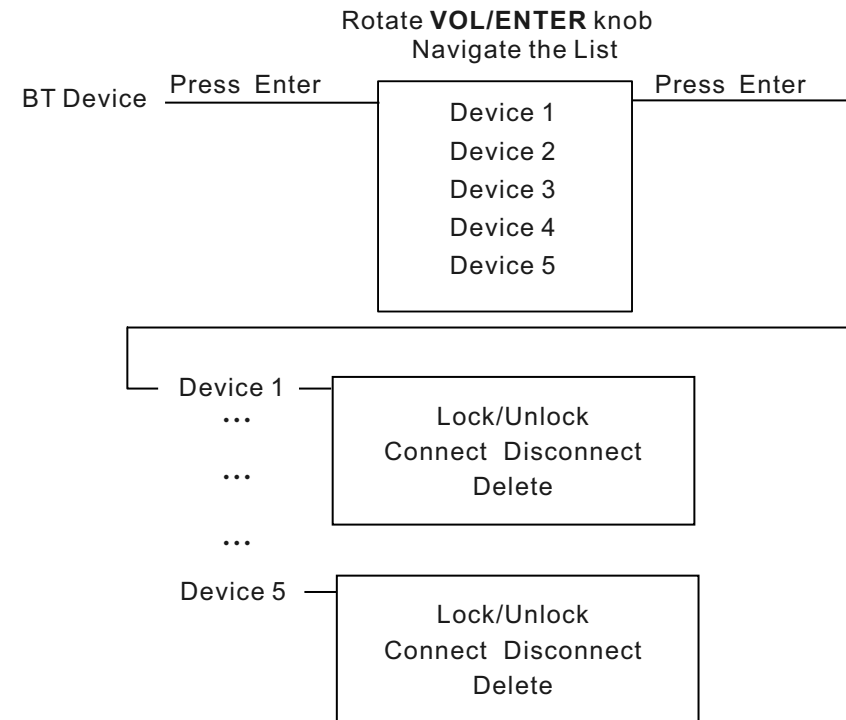 Rotate VOL/ENTER knob
Navigate the List
BT Device
Press Enter
Press Enter
Device 1
Device 2
Device 3
Device 4
Device 5
Device 1
...
...
...
Lock/Unlock
Connect Disconnect
Delete
Device 5
Lock/Unlock
Connect Disconnect
Delete